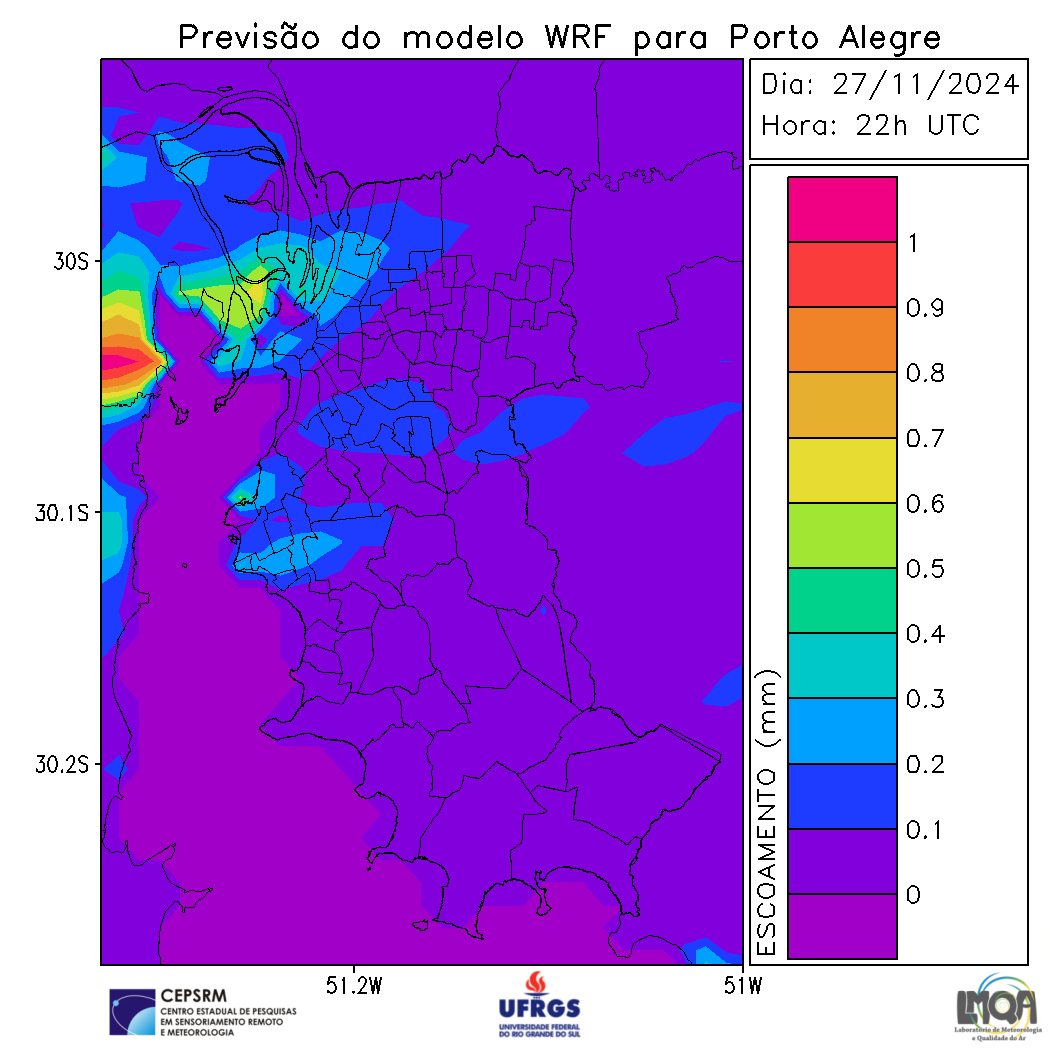 Previsão do modelo WRF para Porto Alegre
Dia: 27/11/2024
Hora: 22h UTC
30S
30.1S
30.2S
51.2W
51W
ESCOAMENTO (mm)
1
0.9
0.8
0.7
0.6
0.5
0.4
0.3
0.2
0.1
0
CEPSRM
CENTRO ESTADUAL DE PESQUISAS
EM SENSORIAMENTO REMOTO
E METEOROLOGIA
UFRGS
UNIVERSIDADE FEDERAL
DO RIO GRANDE DO SUL
LMQA
Laboratório de Meteorologia
e Qualidade do Ar